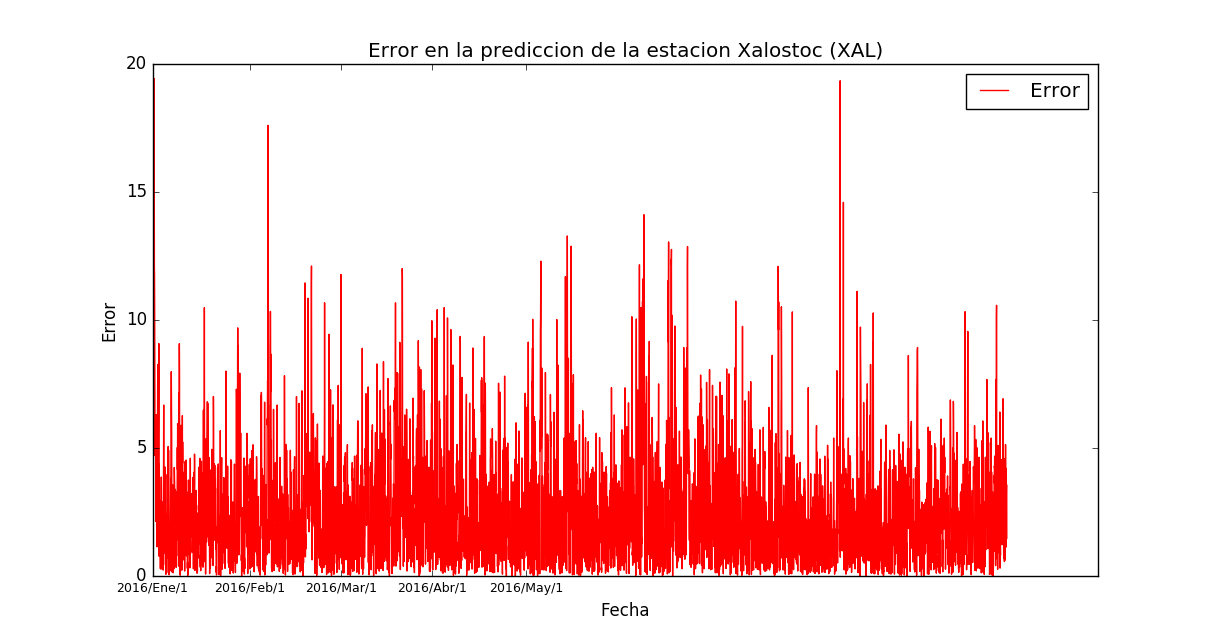 Error en la prediccion de la estacion Xalostoc (XAL)
20
Error
15
10
Error
5
0
2016/Ene/1 2016/Feb/1 2016/Mar/1 2016/Abr/1 2016/May/1
Fecha